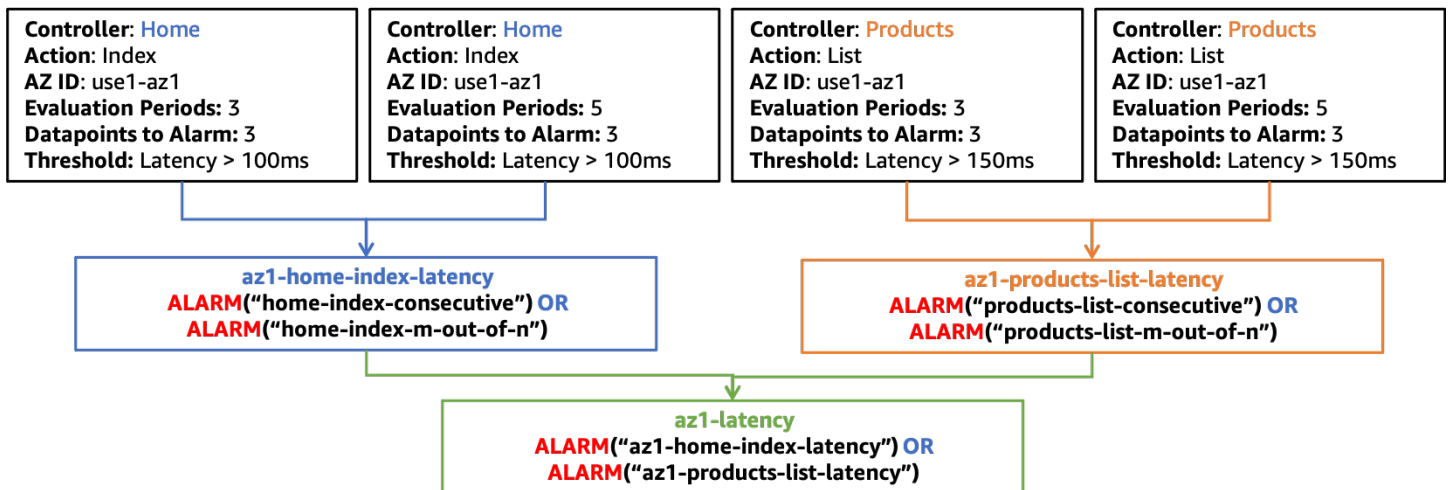 Controller: Home
Action: Index
AZ ID: use1-az1
Evaluation Periods: 3
Datapoints to Alarm: 3
Threshold: Latency > 100ms
Controller: Home
Action: Index
AZ ID: use1-az1
Evaluation Periods: 5
Datapoints to Alarm: 3
Threshold: Latency > 100ms
Controller: Products
Action: List
AZ ID: use1-az1
Evaluation Periods: 3
Datapoints to Alarm: 3
Threshold: Latency > 150ms
Controller: Products
Action: List
AZ ID: use1-az1
Evaluation Periods: 5
Datapoints to Alarm: 3
Threshold: Latency > 150ms
az1-home-index-latency
ALARM(“home-index-consecutive”) OR
ALARM(“home-index-m-out-of-n”)
az1-products-list-latency
ALARM(“products-list-consecutive”) OR
ALARM(“products-list-m-out-of-n”)
az1-latency
ALARM(“az1-home-index-latency”) OR
ALARM(“az1-products-list-latency”)